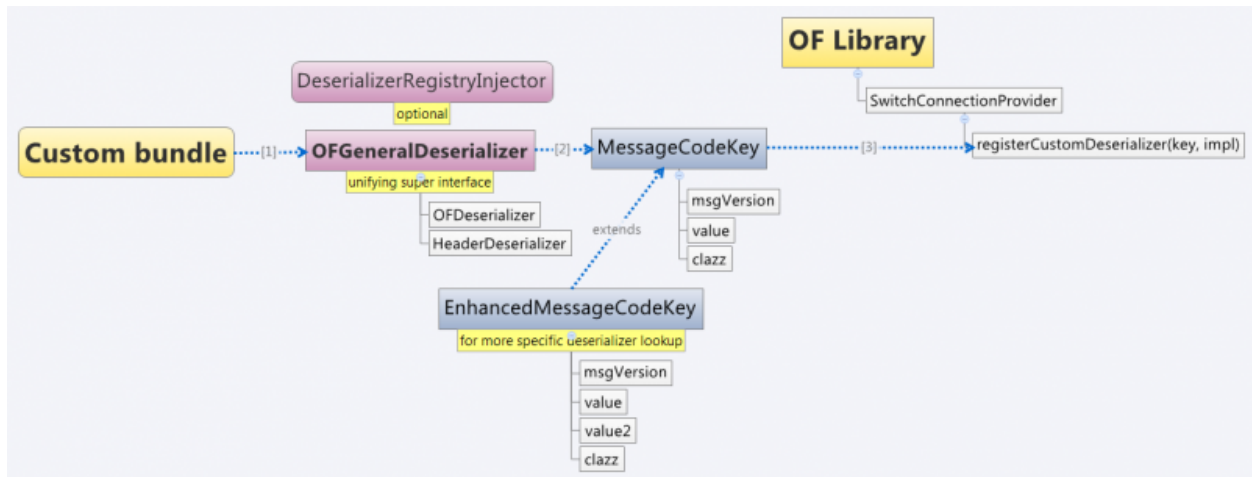 OF Library
SwitchConnectionProvider
registerCustomDeserializer(key, impl)
DeserializerRegistryInjector
optional
Custom bundle
[1]
OFGeneralDeserializer
unifying super interface
OFDeserializer
HeaderDeserializer
[2]
MessageCodeKey
msgVersion
value
clazz
[3]
extends
EnhancedMessageCodeKey
for more specific deserializer lookup
msgVersion
value
value2
clazz